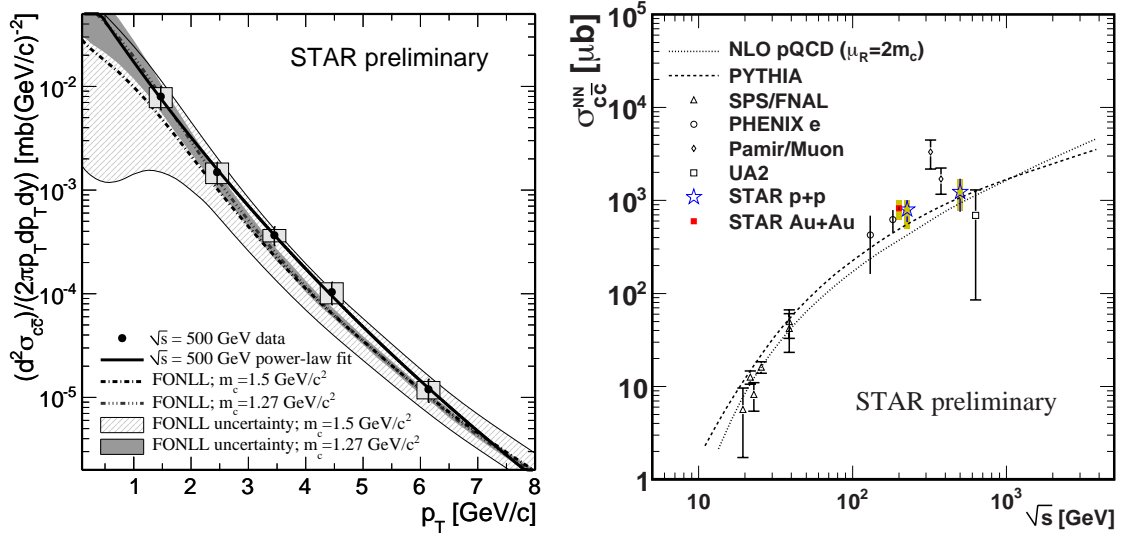 (d²σ_cc̄)/(2πp_T dp_T dy) [mb(GeV/c)⁻²]
10⁻²
10⁻³
10⁻⁴
10⁻⁵
STAR preliminary
√s = 500 GeV data
√s = 500 GeV power-law fit
FONLL; m_c=1.5 GeV/c²
FONLL; m_c=1.27 GeV/c²
FONLL uncertainty; m_c=1.5 GeV/c²
FONLL uncertainty; m_c=1.27 GeV/c²
1 2 3 4 5 6 7 8
p_T [GeV/c]
σ_cc̄^NN [μb]
10⁵
10⁴
10³
10²
10
1
NLO pQCD (μ_R=2m_c)
PYTHIA
SPS/FNAL
PHENIX e
Pamir/Muon
UA2
STAR p+p
STAR Au+Au
STAR preliminary
10 10² 10³
√s [GeV]